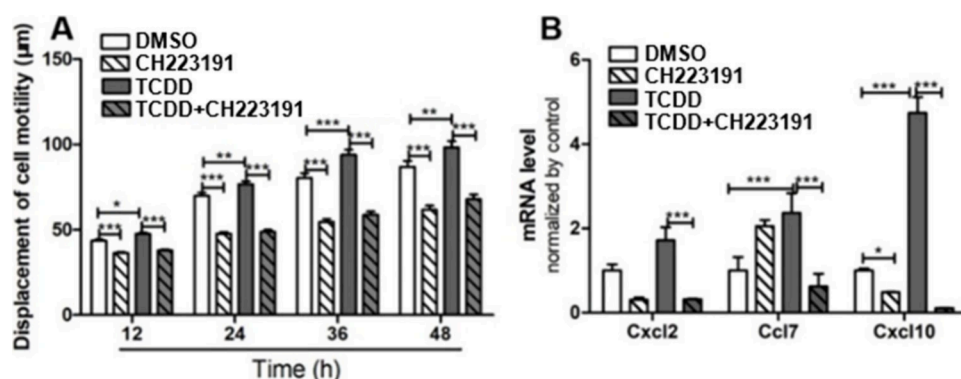 A
DMSO
CH223191
TCDD
TCDD+CH223191
Displacement of cell motility (µm)
150
100
50
0
* *** ***
** *** ***
*** *** ***
** *** ***
12 24 36 48
Time (h)
B
DMSO
CH223191
TCDD
TCDD+CH223191
mRNA level
normalized by control
6
4
2
0
***
*** ***
*** *** *
Cxcl2 Ccl7 Cxcl10